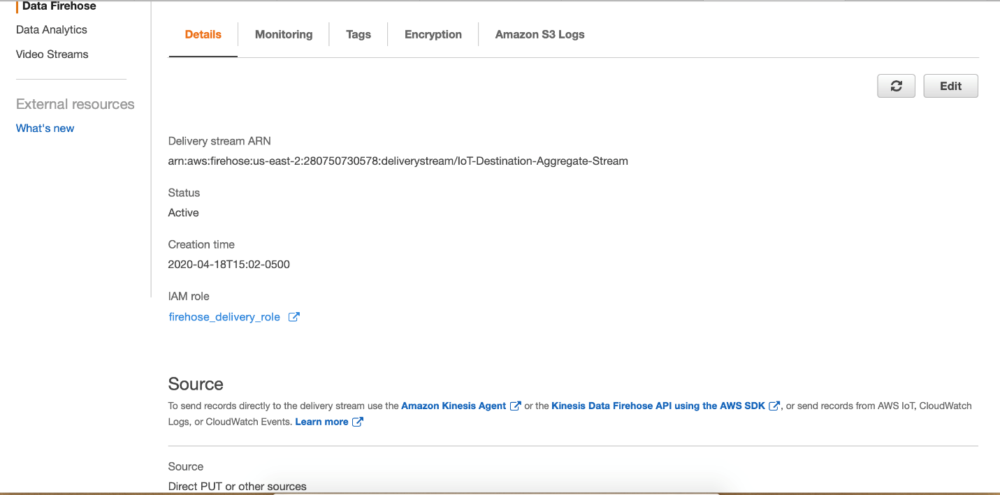 Data Firehose
Data Analytics
Video Streams
External resources
What's new
Details Monitoring Tags Encryption Amazon S3 Logs
Edit
Delivery stream ARN
arn:aws:firehose:us-east-2:280750730578:deliverystream/IoT-Destination-Aggregate-Stream
Status
Active
Creation time
2020-04-18T15:02-0500
IAM role
firehose_delivery_role
Source
To send records directly to the delivery stream use the Amazon Kinesis Agent or the Kinesis Data Firehose API using the AWS SDK, or send records from AWS IoT, CloudWatch
Logs, or CloudWatch Events. Learn more
Source
Direct PUT or other sources